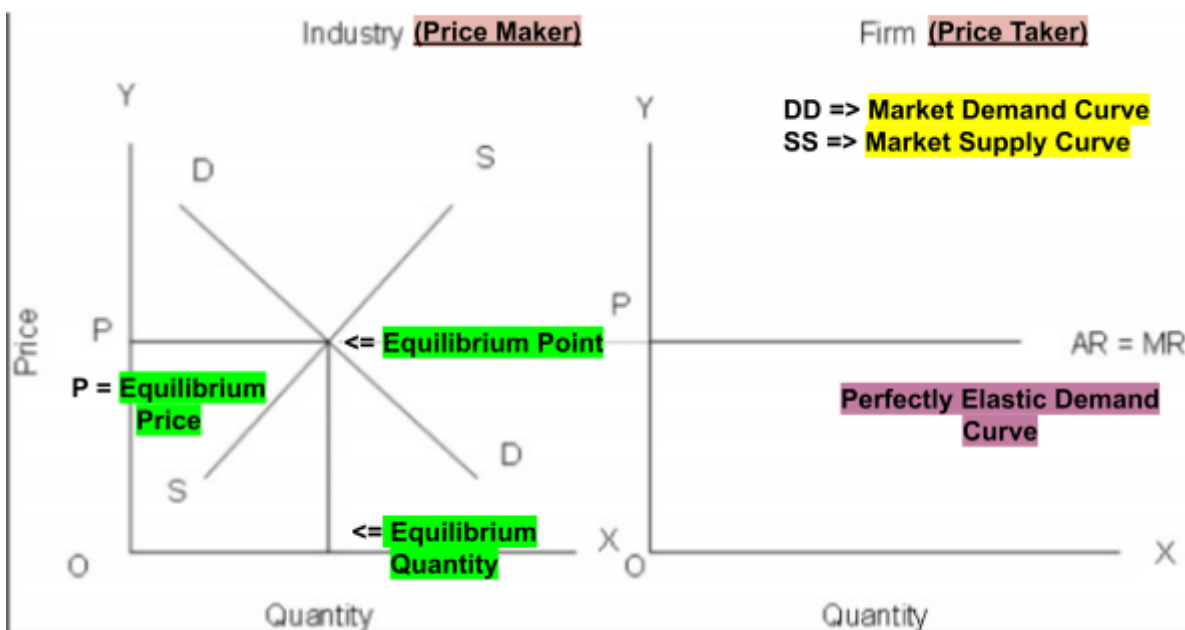 Industry (Price Maker)
Firm (Price Taker)
Y
Y
DD => Market Demand Curve
SS => Market Supply Curve
D
S
Price
P
<= Equilibrium Point
P
AR = MR
P = Equilibrium
Price
Perfectly Elastic Demand
Curve
S
D
<= Equilibrium
Quantity
O
X
O
X
Quantity
Quantity